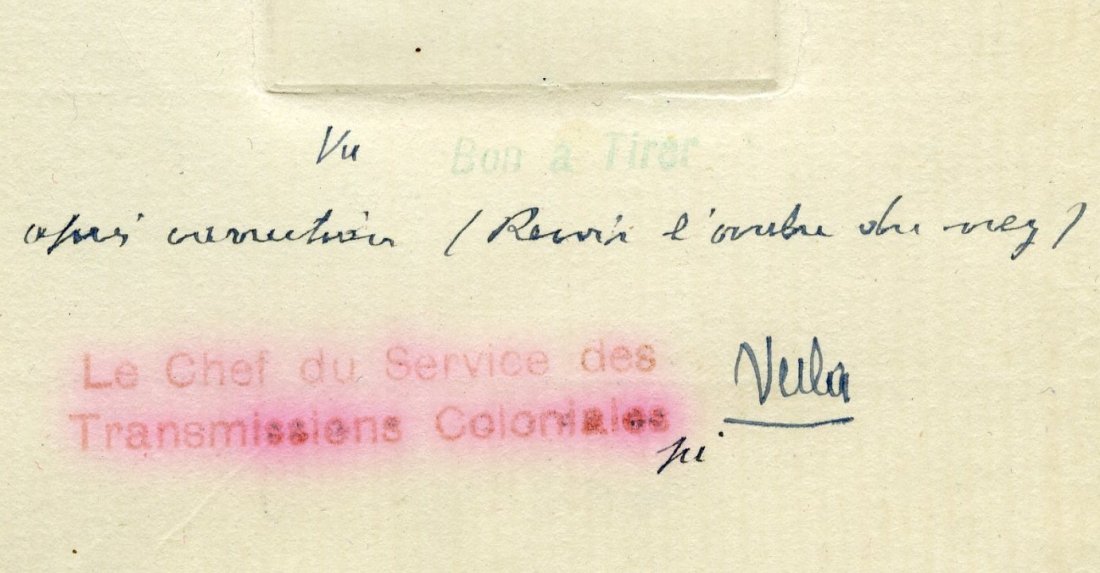 Vu Bon à Tirer
après correction (Revoir l'ombre du nez)
Le Chef du Service des
Transmissions Coloniales
pi